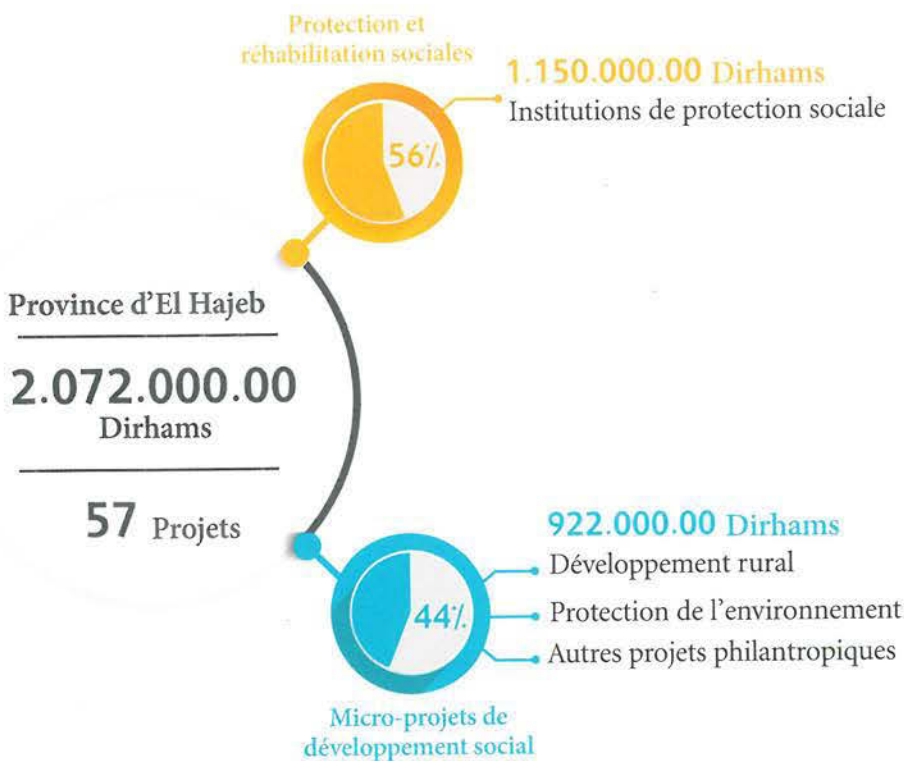 Protection et
réhabilitation sociales
1.150.000.00 Dirhams
Institutions de protection sociale
56%
Province d'El Hajeb
2.072.000.00
Dirhams
57 Projets
922.000.00 Dirhams
Développement rural
Protection de l'environnement
Autres projets philantropiques
44%
Micro-projets de
développement social